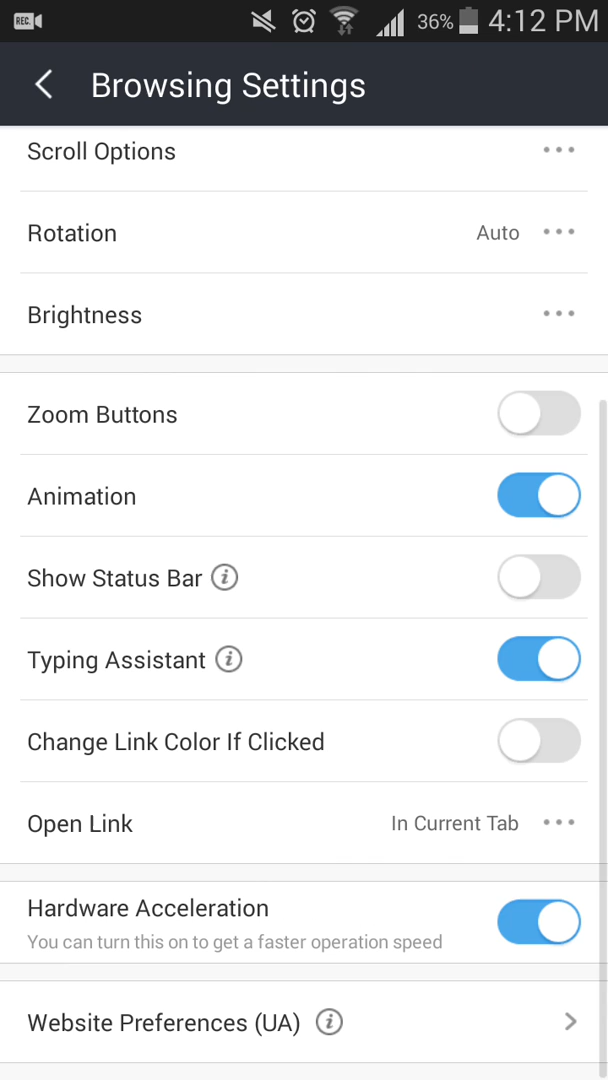 REC.
36%
4:12 PM
Browsing Settings
Scroll Options
Rotation
Auto
Brightness
Zoom Buttons
Animation
Show Status Bar
Typing Assistant
Change Link Color If Clicked
Open Link
In Current Tab
Hardware Acceleration
You can turn this on to get a faster operation speed
Website Preferences (UA)